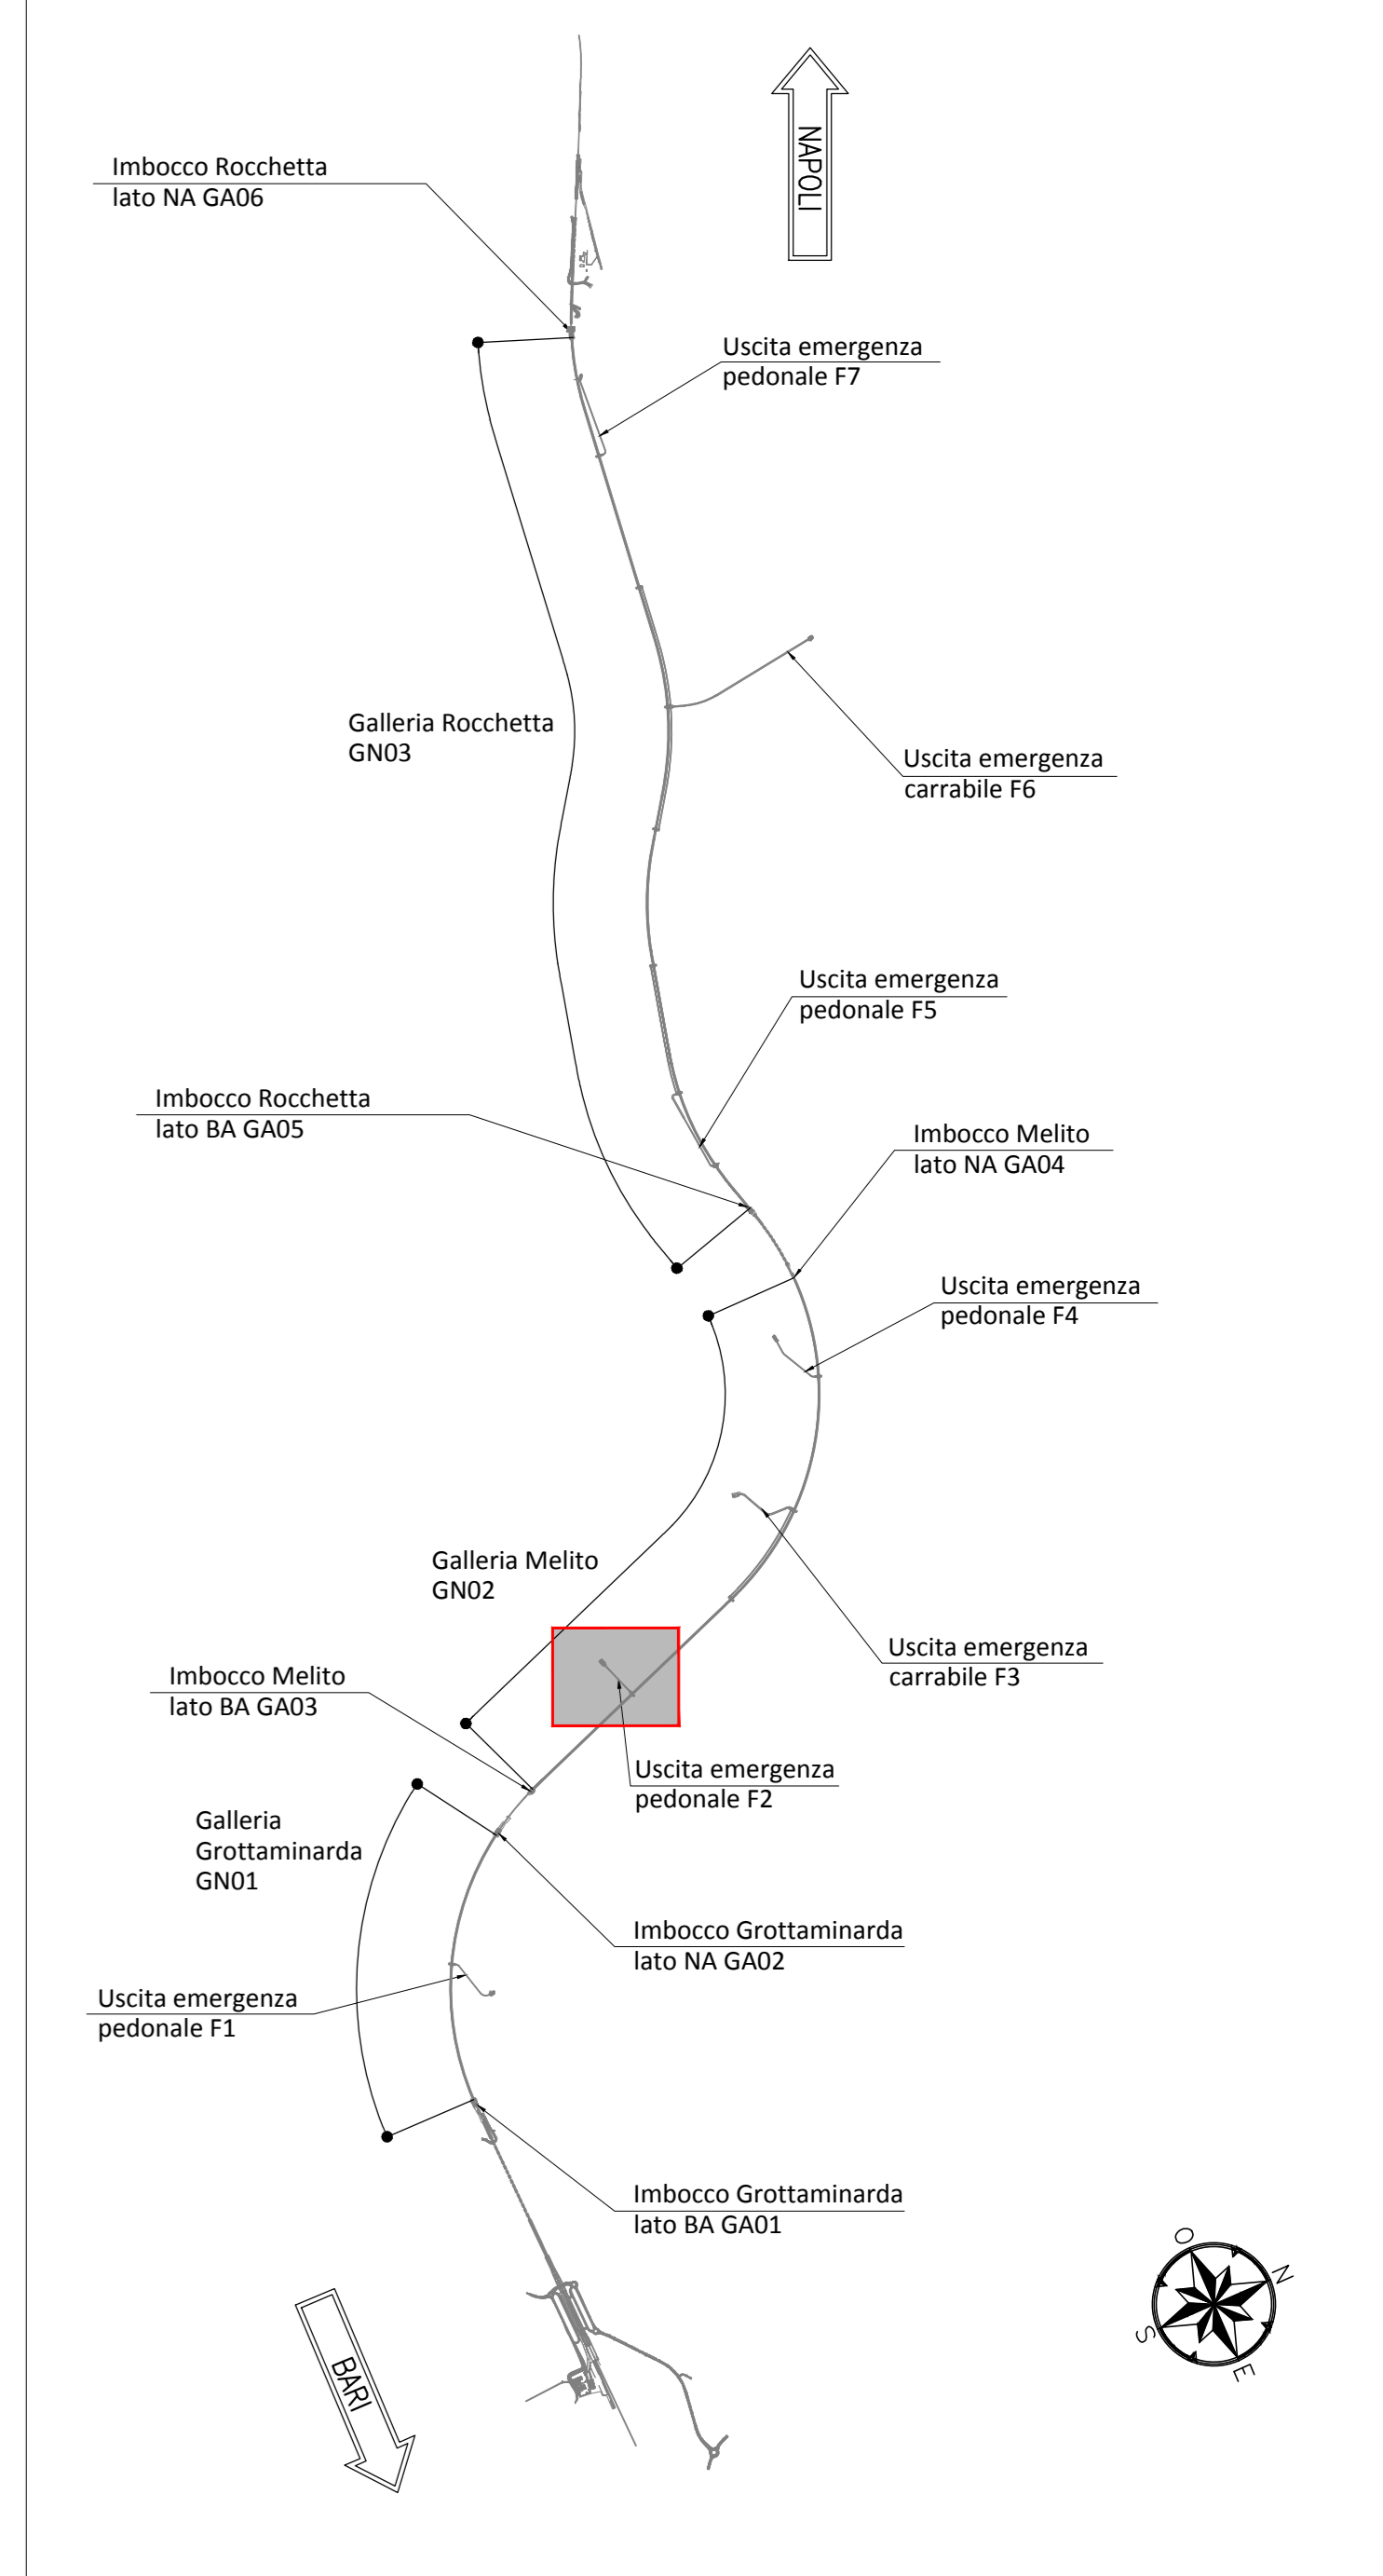 NAPOLI
Imbocco Rocchetta
lato NA GA06
Uscita emergenza
pedonale F7
Galleria Rocchetta
GN03
Uscita emergenza
carrabile F6
Uscita emergenza
pedonale F5
Imbocco Rocchetta
lato BA GA05
Imbocco Melito
lato NA GA04
Uscita emergenza
pedonale F4
Galleria Melito
GN02
Uscita emergenza
carrabile F3
Imbocco Melito
lato BA GA03
Uscita emergenza
pedonale F2
Galleria
Grottaminarda
GN01
Imbocco Grottaminarda
lato NA GA02
Uscita emergenza
pedonale F1
Imbocco Grottaminarda
lato BA GA01
BARI
O
N
S
E